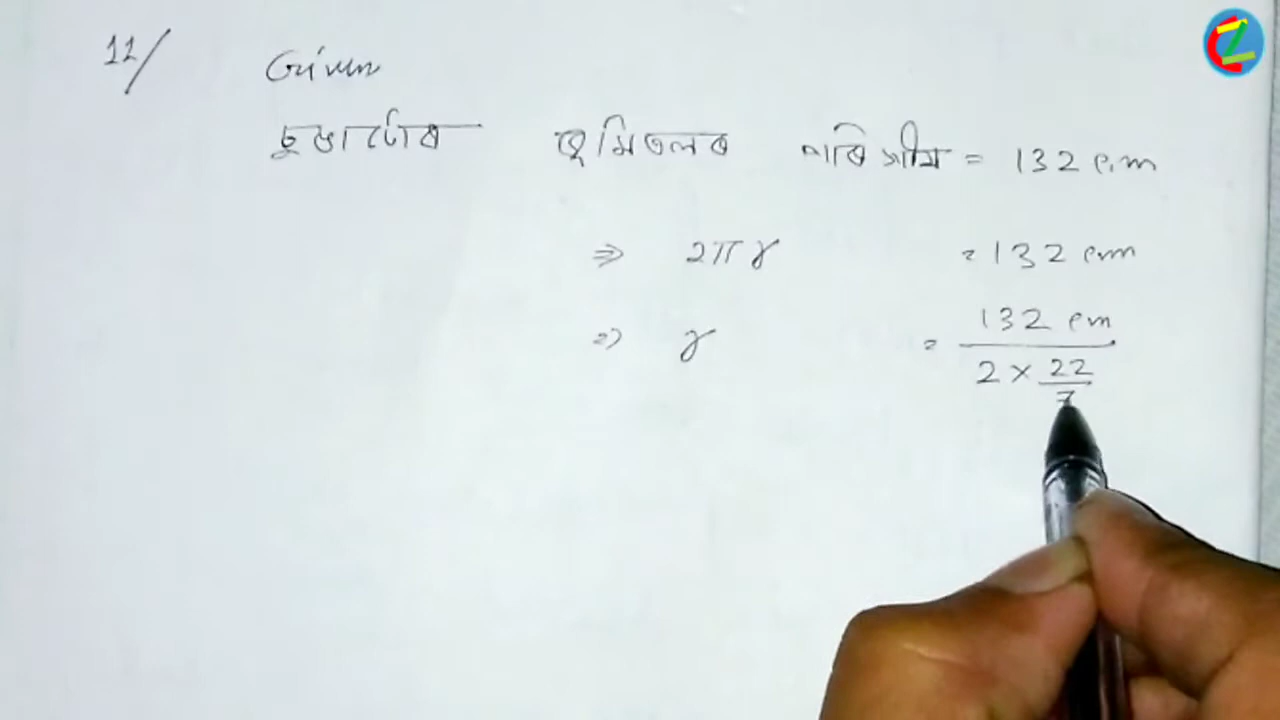 11/ Given
চুঙাটোৰ ভূমিতলৰ পৰিসীমা = 132 cm
⇒ 2πr = 132 cm
⇒ r = 132 cm / 2 × 22/7